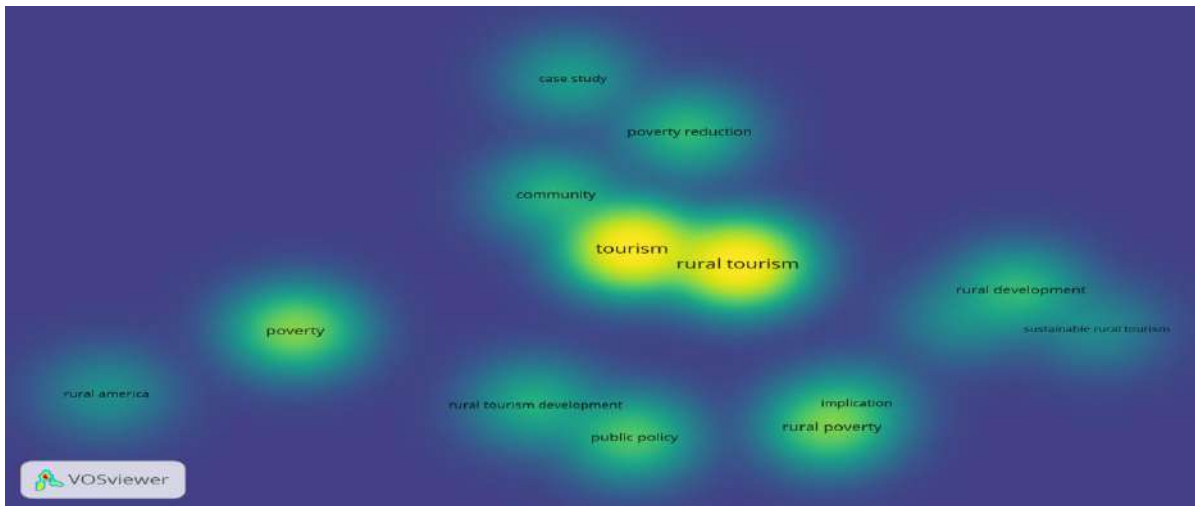 case study
poverty reduction
community
tourism
rural tourism
rural development
sustainable rural tourism
poverty
rural america
rural tourism development
implication
rural poverty
public policy
VOSviewer